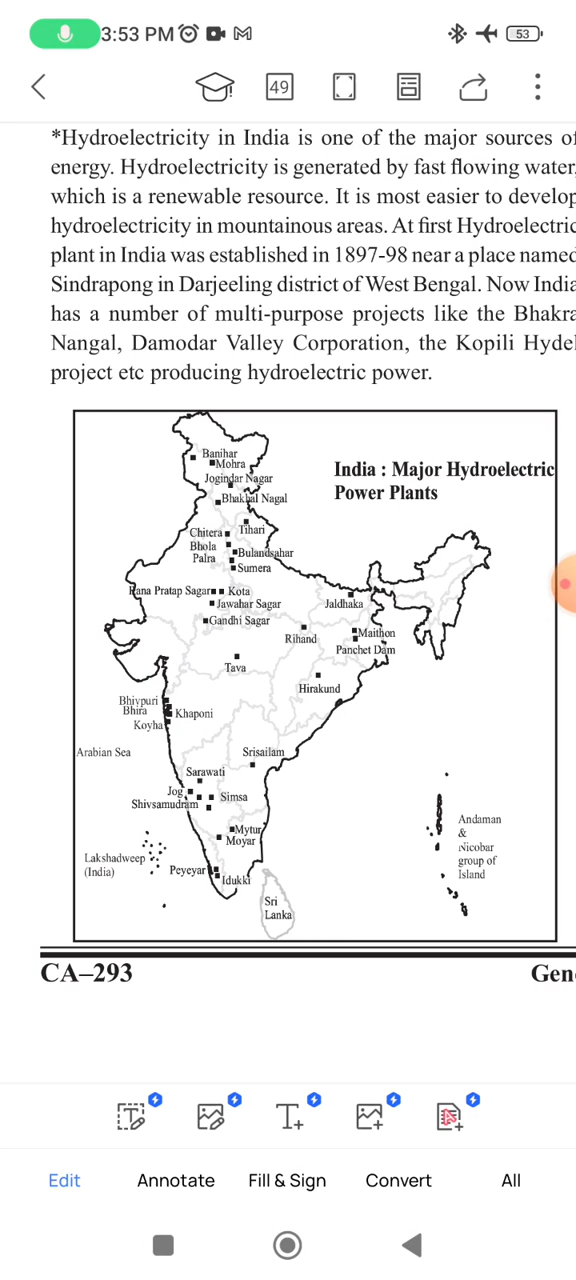 3:53 PM
53
49
*Hydroelectricity in India is one of the major sources of
energy. Hydroelectricity is generated by fast flowing water,
which is a renewable resource. It is most easier to develop
hydroelectricity in mountainous areas. At first Hydroelectric
plant in India was established in 1897-98 near a place named
Sindrapong in Darjeeling district of West Bengal. Now India
has a number of multi-purpose projects like the Bhakra
Nangal, Damodar Valley Corporation, the Kopili Hydel
project etc producing hydroelectric power.
India : Major Hydroelectric
Power Plants
Banihar
Mohra
Jogindar Nagar
Bhakhal Nagal
Tihari
Chitera
Bhola
Palra
Bulandsahar
Sumera
Rana Pratap Sagar
Kota
Jawahar Sagar
Jaldhaka
Gandhi Sagar
Rihand
Maithon
Panchet Dam
Tava
Hirakund
Bhivpuri
Bhira
Khaponi
Koyha
Arabian Sea
Srisailam
Sarawati
Jog
Simsa
Shivsamudram
Mytur
Moyar
Andaman
&
Nicobar
group of
Island
Lakshadweep
(India)
Peyeyar
Idukki
Sri
Lanka
CA–293
Gene
Edit
Annotate
Fill & Sign
Convert
All